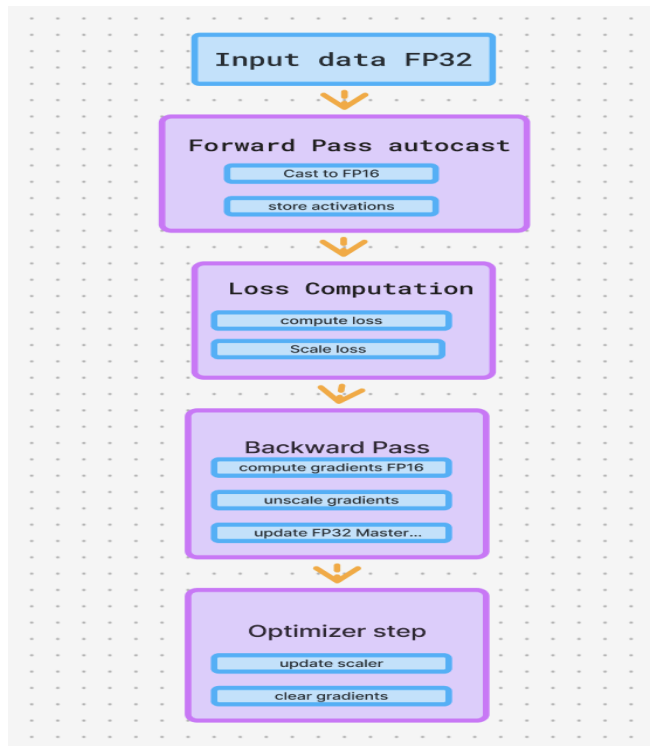 Input data FP32
Forward Pass autocast
Cast to FP16
store activations
Loss Computation
compute loss
Scale loss
Backward Pass
compute gradients FP16
unscale gradients
update FP32 Master...
Optimizer step
update scaler
clear gradients